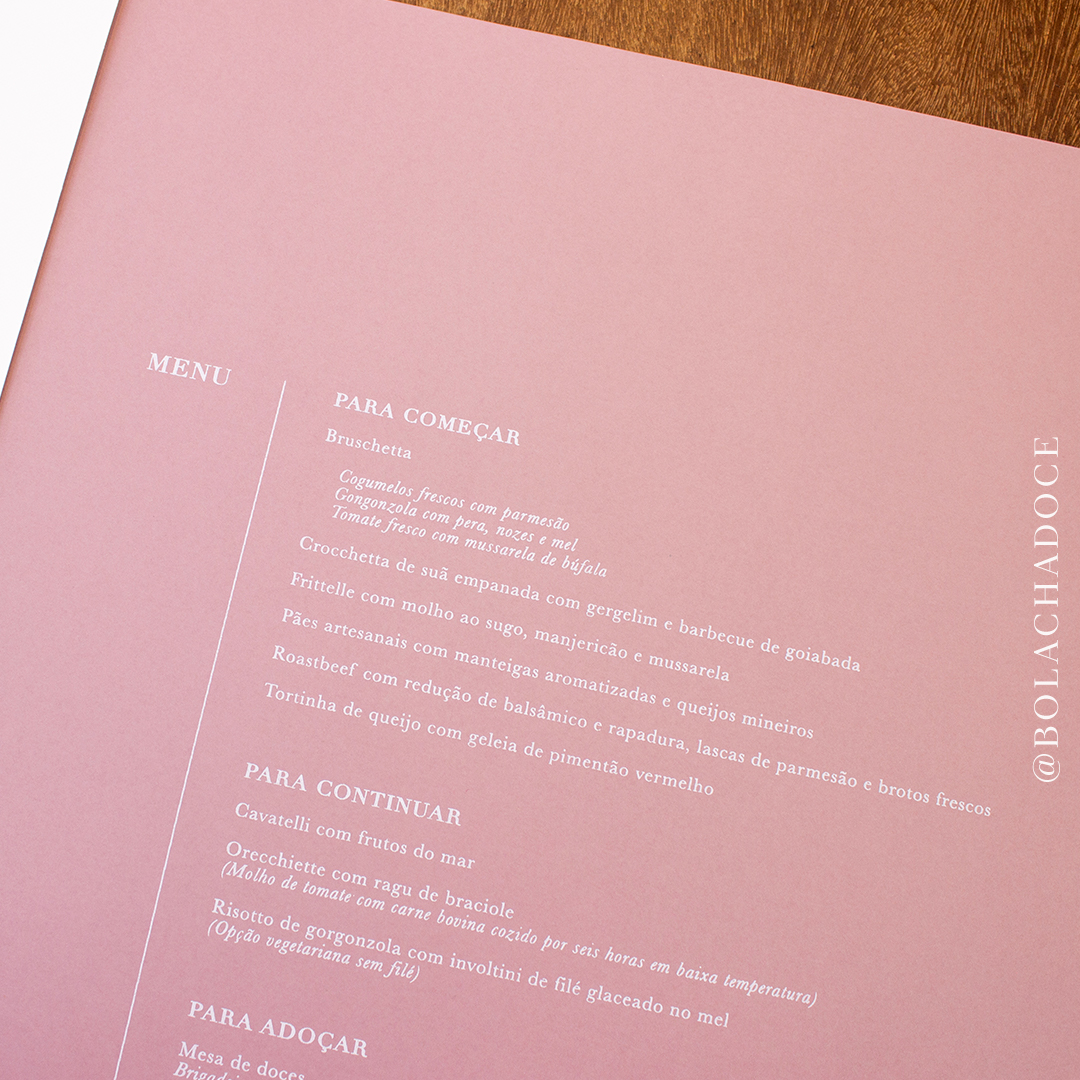 MENU
PARA COMEÇAR
Bruschetta
Cogumelos frescos com parmesão
Gongonzola com pera, nozes e mel
Tomate fresco com mussarela de búfala
Crocchetta de suã empanada com gergelim e barbecue de goiabada
Frittelle com molho ao sugo, manjericão e mussarela
Pães artesanais com manteigas aromatizadas e queijos mineiros
Roastbeef com redução de balsâmico e rapadura, lascas de parmesão e brotos frescos
Tortinha de queijo com geleia de pimentão vermelho
PARA CONTINUAR
Cavatelli com frutos do mar
Orecchiette com ragu de braciole
(Molho de tomate com carne bovina cozido por seis horas em baixa temperatura)
Risotto de gorgonzola com involtini de filé glaceado no mel
(Opção vegetariana sem filé)
PARA ADOÇAR
Mesa de doces
@BOLACHADOCE